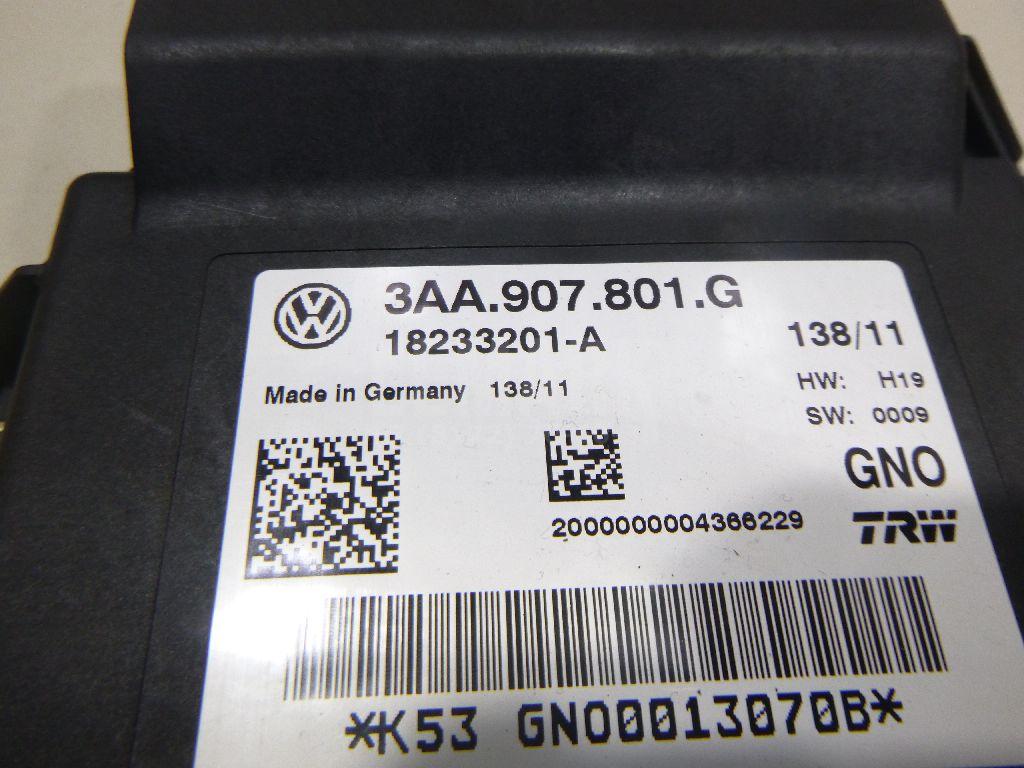 3AA.907.801.G
18233201-A
138/11
Made in Germany 138/11
HW: H19
SW: 0009
GNO
2000000004366229
TRW
*K53 GNO00013070B*